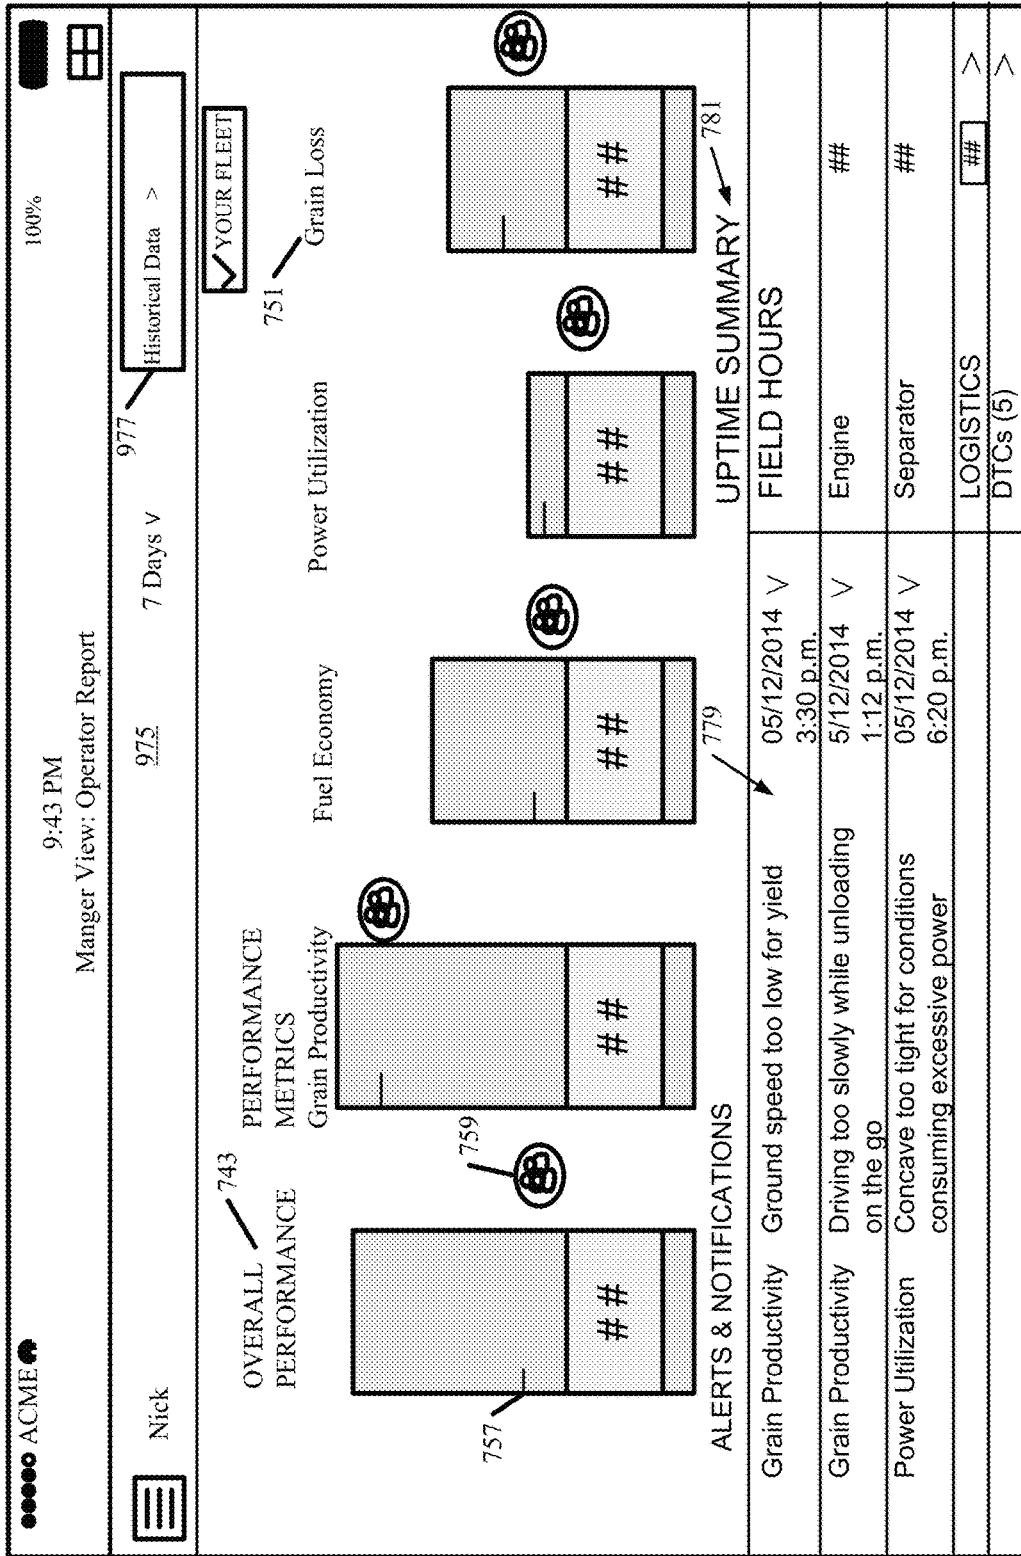 ACME
9:43 PM
100%
Manger View: Operator Report
Nick
975
7 Days V
977
Historical Data >
YOUR FLEET
OVERALL
PERFORMANCE
743
PERFORMANCE
METRICS
751
Grain Productivity
Fuel Economy
Power Utilization
Grain Loss
757
759
##
##
##
##
##
ALERTS & NOTIFICATIONS
779
UPTIME SUMMARY
781
Grain Productivity Ground speed too low for yield 05/12/2014 V
3:30 p.m.
FIELD HOURS
Grain Productivity Driving too slowly while unloading 5/12/2014 V
on the go 1:12 p.m.
Engine ##
Power Utilization Concave too tight for conditions 05/12/2014 V
consuming excessive power 6:20 p.m.
Separator ##
LOGISTICS ## >
DTCs (5) >